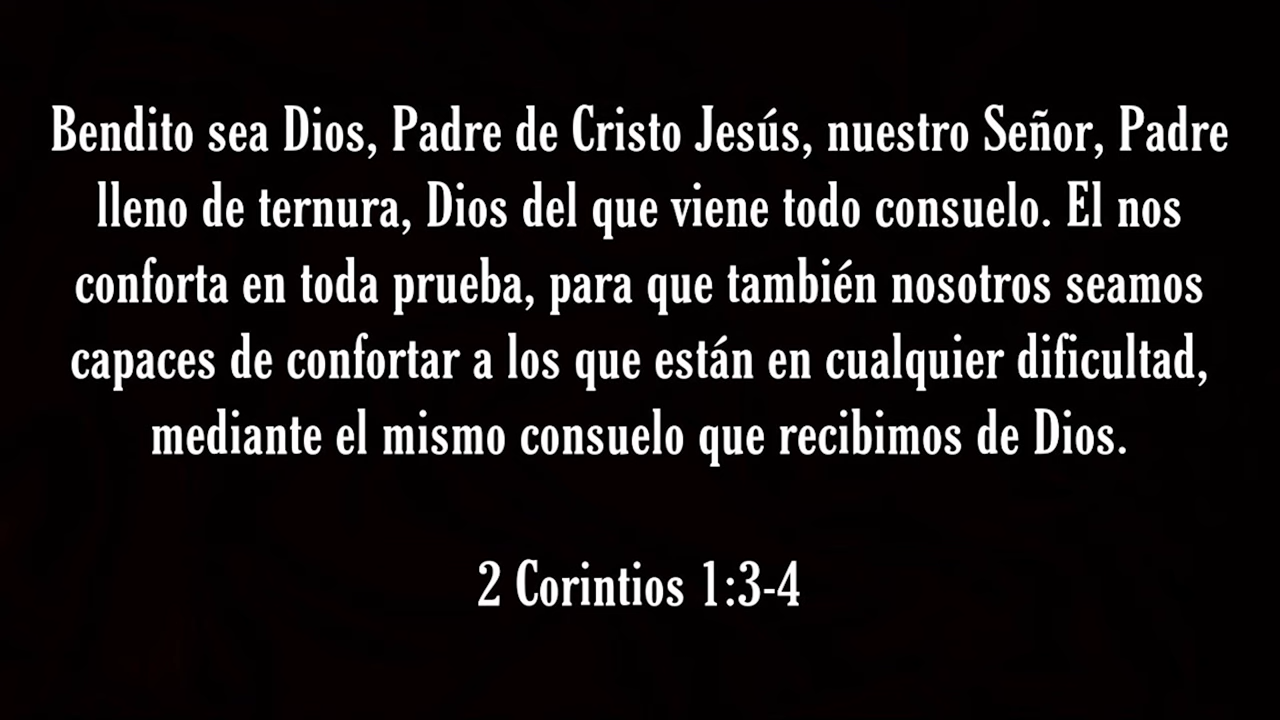 Bendito sea Dios, Padre de Cristo Jesús, nuestro Señor, Padre
lleno de ternura, Dios del que viene todo consuelo. El nos
conforta en toda prueba, para que también nosotros seamos
capaces de confortar a los que están en cualquier dificultad,
mediante el mismo consuelo que recibimos de Dios.
2 Corintios 1:3-4